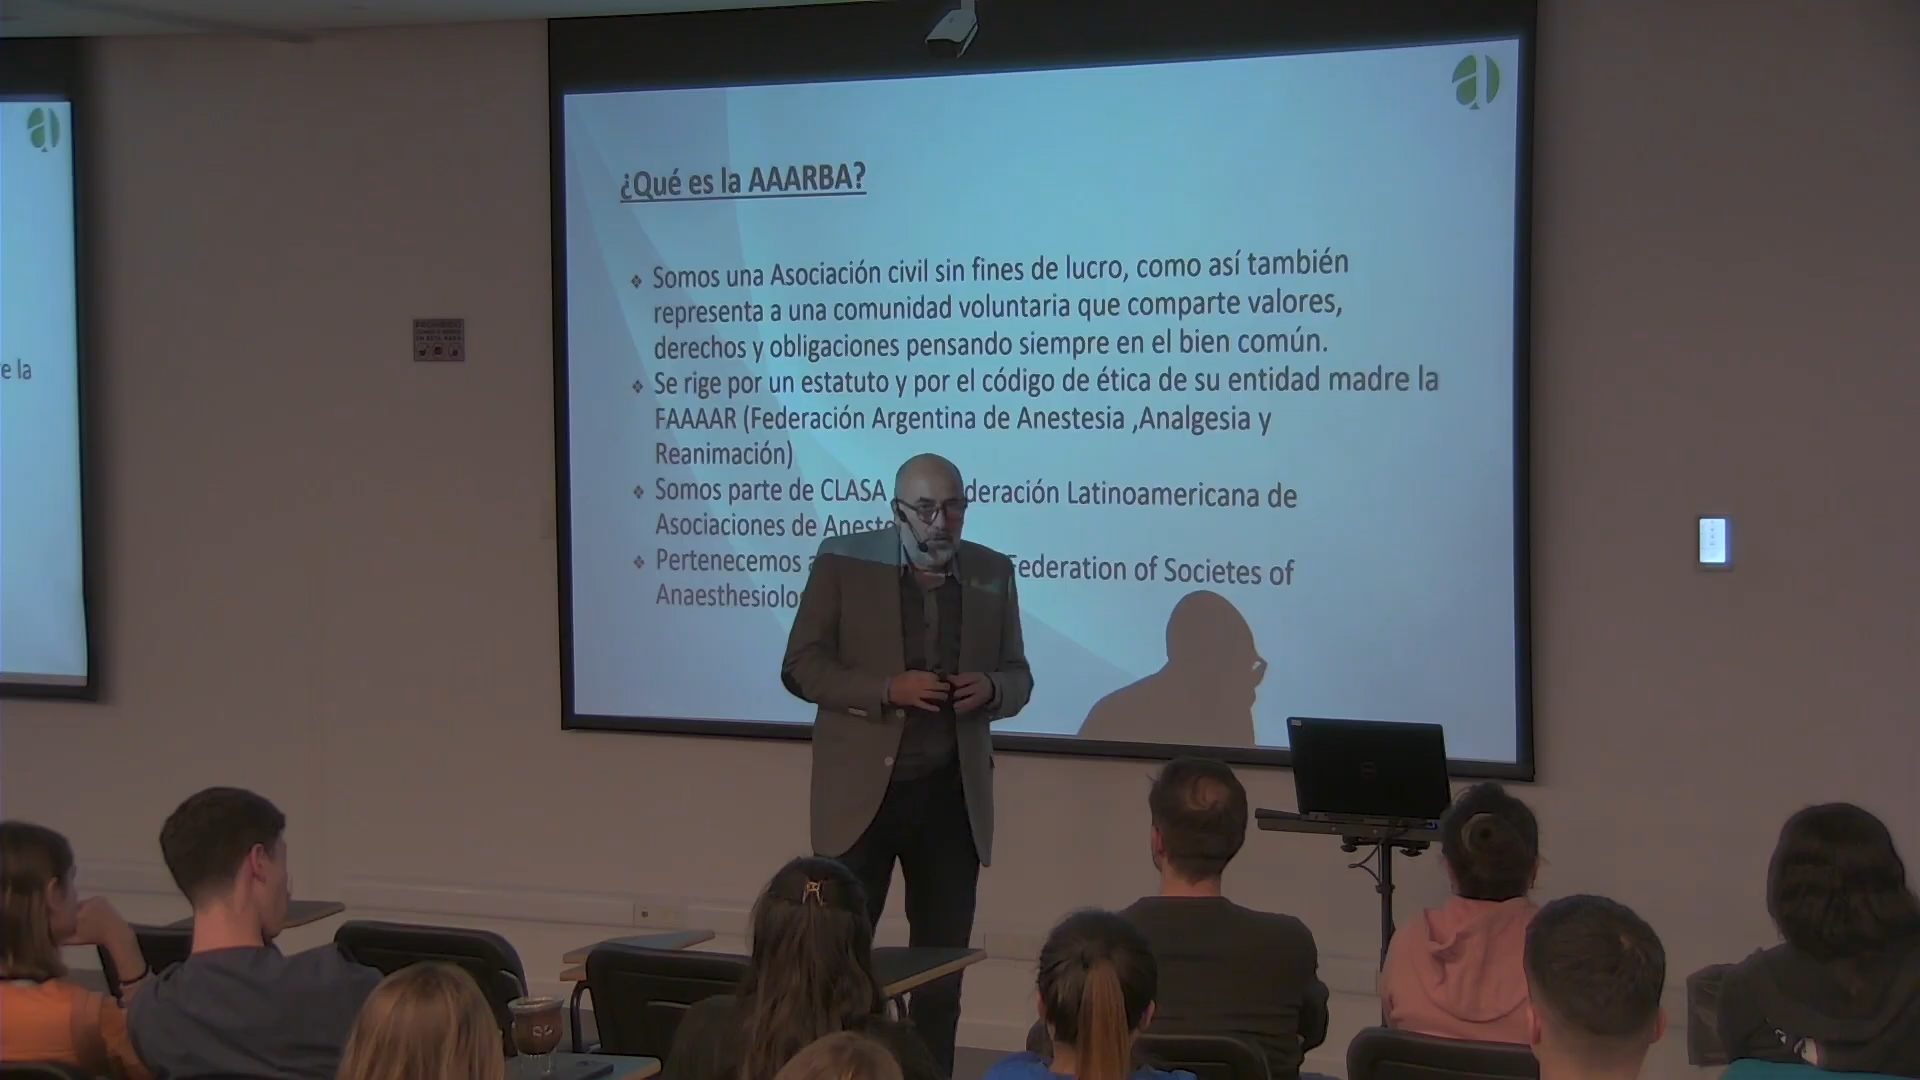 ¿Qué es la AAARBA?
Somos una Asociación civil sin fines de lucro, como así también
representa a una comunidad voluntaria que comparte valores,
derechos y obligaciones pensando siempre en el bien común.
Se rige por un estatuto y por el código de ética de su entidad madre la
FAAAAR (Federación Argentina de Anestesia ,Analgesia y
Reanimación)
Somos parte de CLASA deración Latinoamericana de
Asociaciones de Aneste
Pertenecemos a Federation of Societes of
Anaesthesiolo
e la
PROHIBIDO